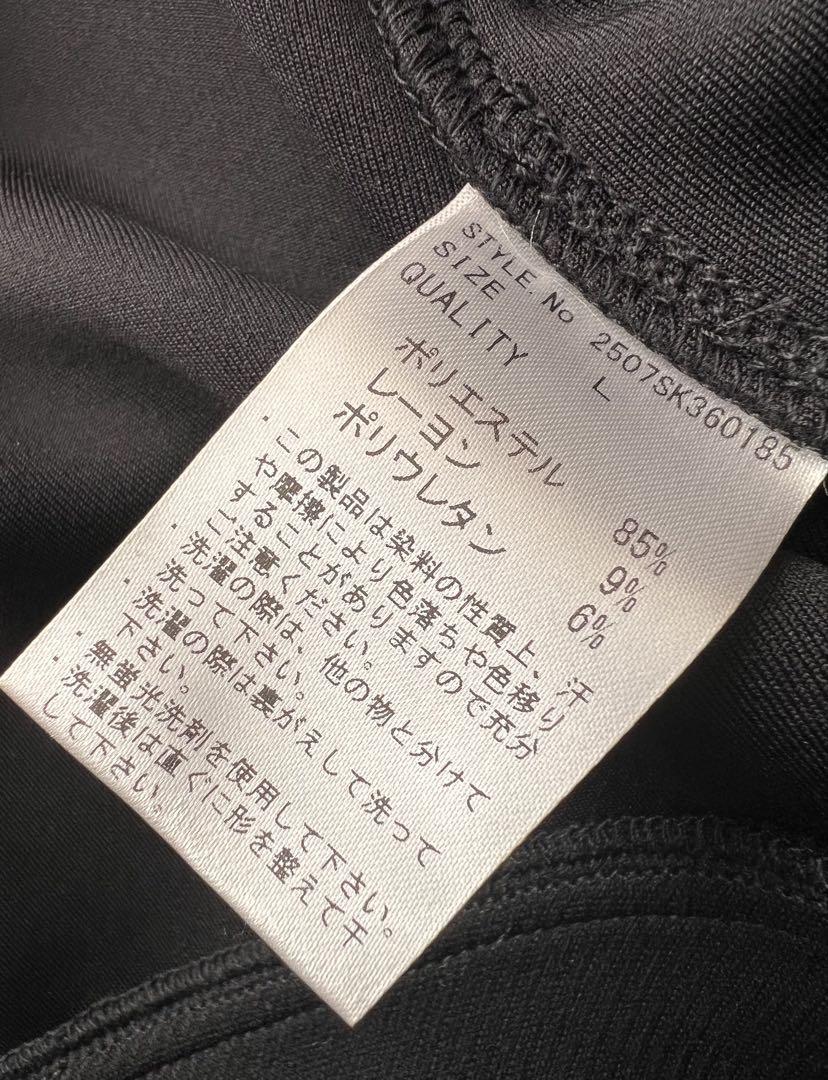 STYLE.No 2507SK360185
SIZE L
QUALITY
ポリエステル 85%
レーヨン 9%
ポリウレタン 6%
・この製品は染料の性質上、汗
や摩擦により色落ちや色移り
することがありますので充分
ご注意ください。
・洗濯の際は、他の物と分けて
洗って下さい。
・洗濯の際は裏がえして洗って
下さい。
・無蛍光洗剤を使用して下さい。
・洗濯後は直ぐに形を整えて干
して下さい。